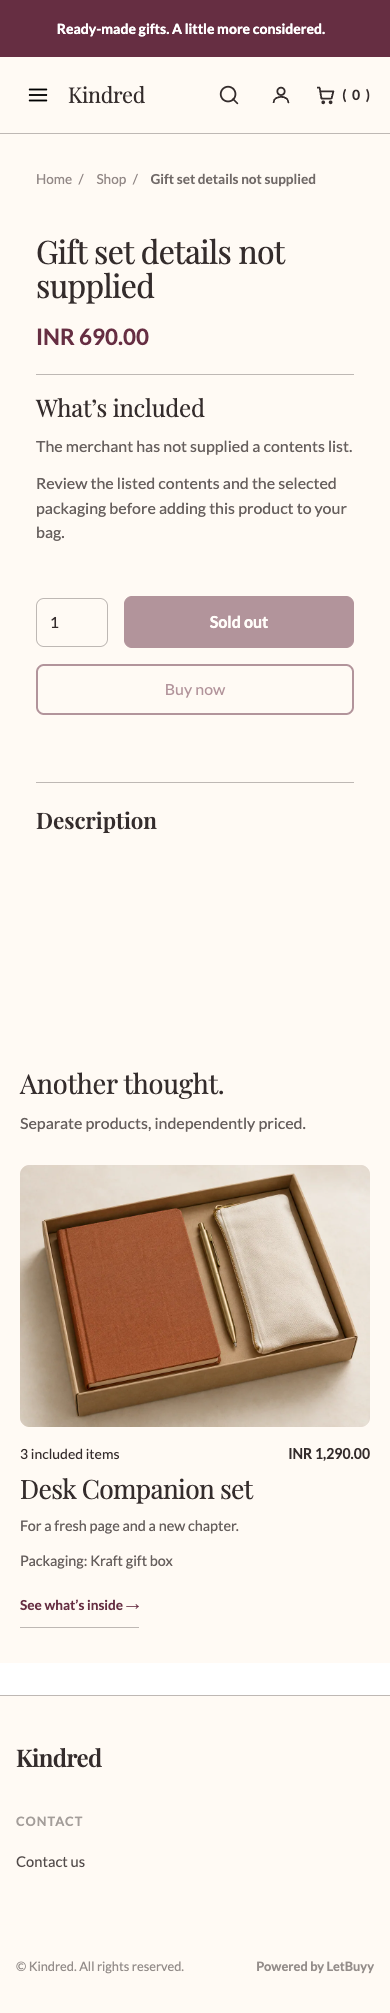 Ready-made gifts. A little more considered.
Kindred
( 0 )
Home / Shop / Gift set details not supplied
Gift set details not
supplied
INR 690.00
What’s included
The merchant has not supplied a contents list.
Review the listed contents and the selected
packaging before adding this product to your
bag.
1
Sold out
Buy now
Description
Another thought.
Separate products, independently priced.
3 included items
INR 1,290.00
Desk Companion set
For a fresh page and a new chapter.
Packaging: Kraft gift box
See what’s inside →
Kindred
CONTACT
Contact us
© Kindred. All rights reserved.
Powered by LetBuyy